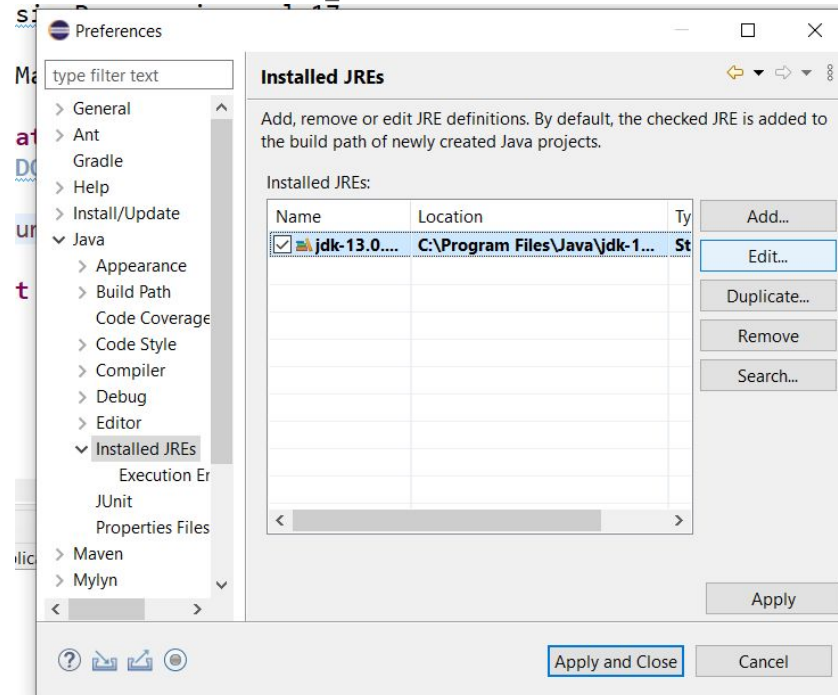 Preferences
type filter text
General
Ant
Gradle
Help
Install/Update
Java
Appearance
Build Path
Code Coverage
Code Style
Compiler
Debug
Editor
Installed JREs
Execution
JUnit
Properties Files
Maven
Mylyn
Installed JREs
Add, remove or edit JRE definitions. By default, the checked JRE is added to
the build path of newly created Java projects.
Installed JREs:
Name Location Ty
jdk-13.0.... C:\Program Files\Java\jdk-1... St
Add...
Edit...
Duplicate...
Remove
Search...
Apply
Apply and Close
Cancel